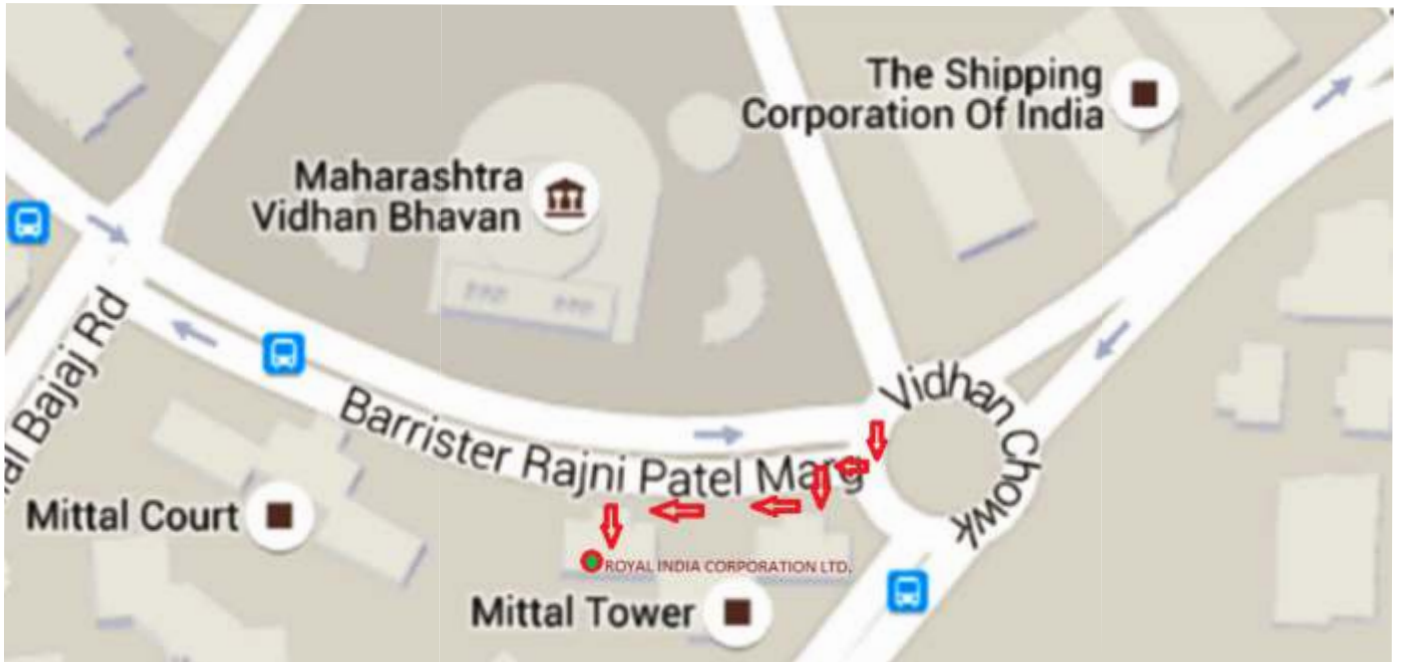 The Shipping
Corporation Of India
Maharashtra
Vidhan Bhavan
al Bajaj Rd
Barrister Rajni Patel Marg
Vidhan Chowk
Mittal Court
ROYAL INDIA CORPORATION LTD.
Mittal Tower